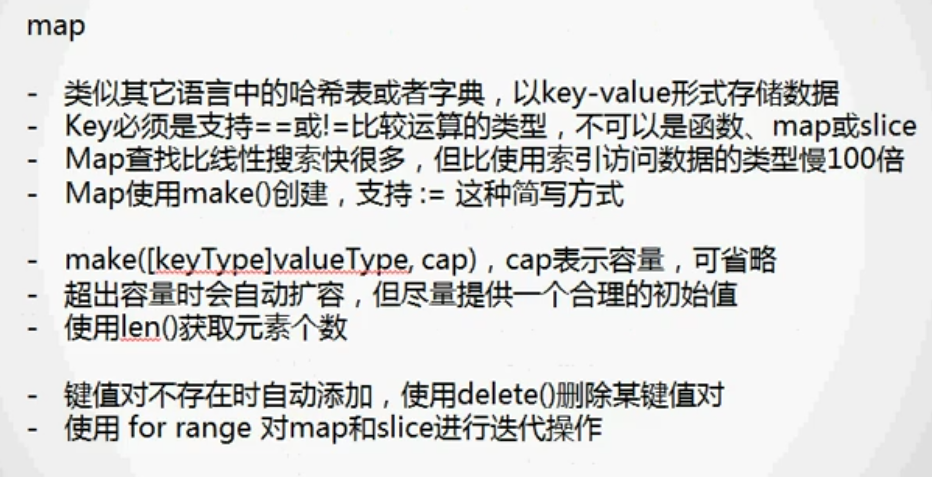 map
- 类似其它语言中的哈希表或者字典，以key-value形式存储数据
- Key必须是支持==或!=比较运算的类型，不可以是函数、map或slice
- Map查找比线性搜索快很多，但比使用索引访问数据的类型慢100倍
- Map使用make()创建，支持 := 这种简写方式
- make([keyType]valueType, cap)，cap表示容量，可省略
- 超出容量时会自动扩容，但尽量提供一个合理的初始值
- 使用len()获取元素个数
- 键值对不存在时自动添加，使用delete()删除某键值对
- 使用 for range 对map和slice进行迭代操作